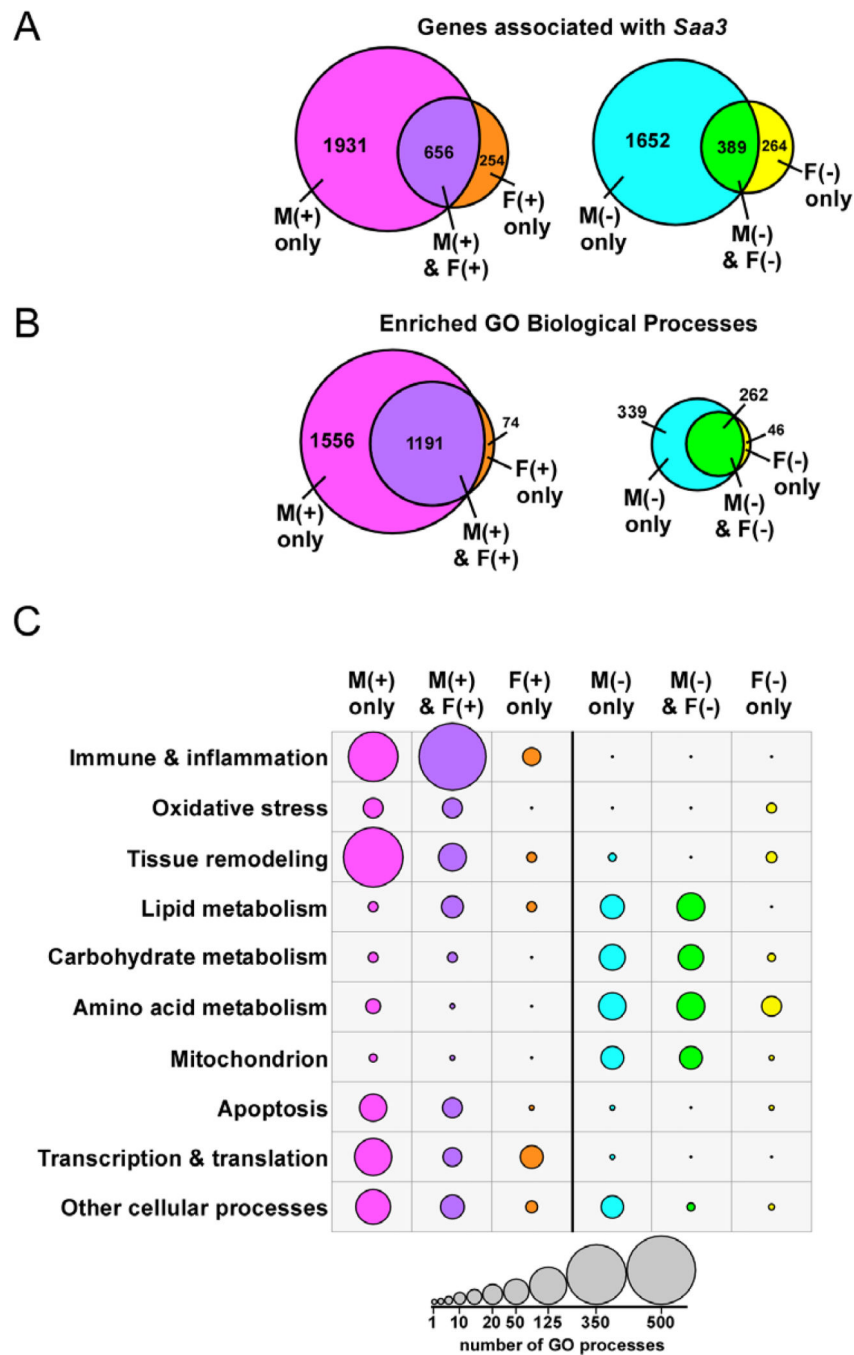 A
Genes associated with Saa3
1931
656
254
M(+)
only
M(+)
& F(+)
F(+)
only
1652
389
264
M(-)
only
M(-)
& F(-)
F(-)
only
B
Enriched GO Biological Processes
1556
1191
74
M(+)
only
M(+)
& F(+)
F(+)
only
339
262
46
M(-)
only
M(-)
& F(-)
F(-)
only
C
M(+) only
M(+) & F(+)
F(+) only
M(-) only
M(-) & F(-)
F(-) only
Immune & inflammation
Oxidative stress
Tissue remodeling
Lipid metabolism
Carbohydrate metabolism
Amino acid metabolism
Mitochondrion
Apoptosis
Transcription & translation
Other cellular processes
1 10 20 50 125 350 500
number of GO processes